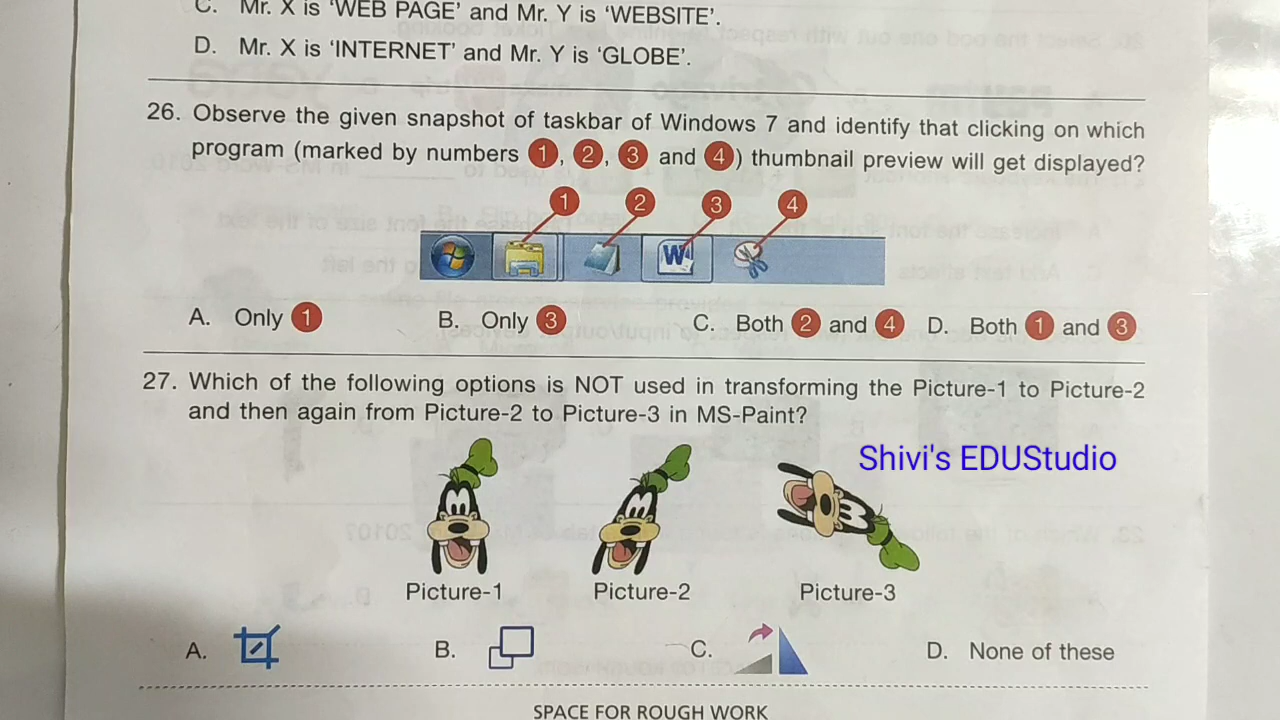 C. Mr. X is 'WEB PAGE' and Mr. Y is 'WEBSITE'.
D. Mr. X is 'INTERNET' and Mr. Y is 'GLOBE'.
26. Observe the given snapshot of taskbar of Windows 7 and identify that clicking on which
program (marked by numbers 1, 2, 3 and 4) thumbnail preview will get displayed?
1 2 3 4
W
A. Only 1 B. Only 3 C. Both 2 and 4 D. Both 1 and 3
27. Which of the following options is NOT used in transforming the Picture-1 to Picture-2
and then again from Picture-2 to Picture-3 in MS-Paint?
Shivi's EDUStudio
Picture-1 Picture-2 Picture-3
A. B. C. D. None of these
SPACE FOR ROUGH WORK